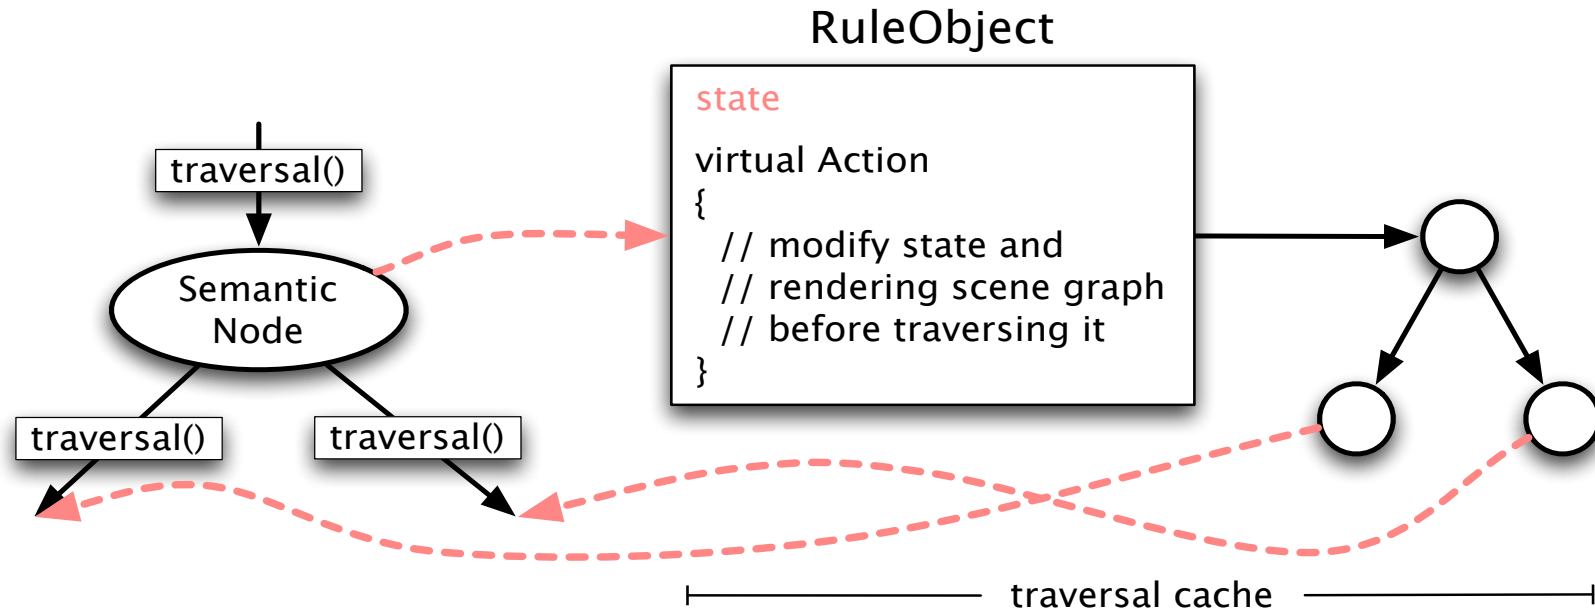 RuleObject
state
virtual Action
{
// modify state and
// rendering scene graph
// before traversing it
}
traversal()
Semantic
Node
traversal()
traversal()
traversal cache